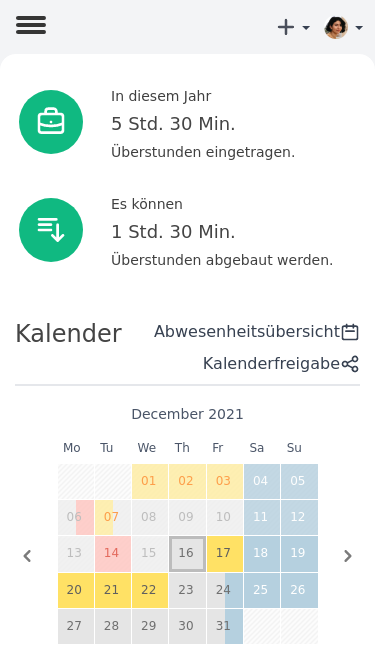 In diesem Jahr
5 Std. 30 Min.
Überstunden eingetragen.
Es können
1 Std. 30 Min.
Überstunden abgebaut werden.
Kalender
Abwesenheitsübersicht
Kalenderfreigabe
December 2021
Mo Tu We Th Fr Sa Su
01 02 03 04 05
06 07 08 09 10 11 12
13 14 15 16 17 18 19
20 21 22 23 24 25 26
27 28 29 30 31